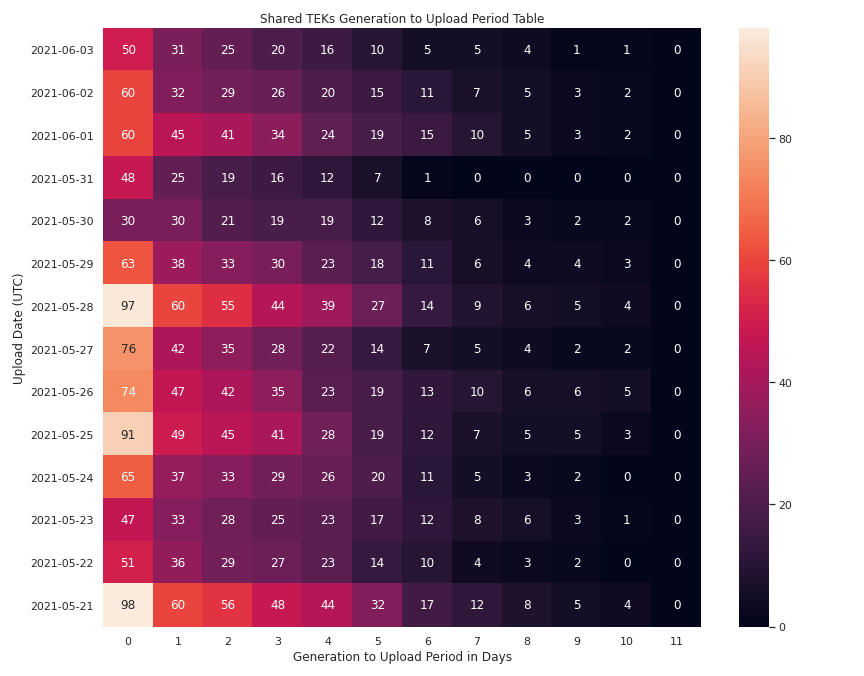 Shared TEKs Generation to Upload Period Table
Upload Date (UTC)
2021-06-03 50 31 25 20 16 10 5 5 4 1 1 0
2021-06-02 60 32 29 26 20 15 11 7 5 3 2 0
2021-06-01 60 45 41 34 24 19 15 10 5 3 2 0
2021-05-31 48 25 19 16 12 7 1 0 0 0 0 0
2021-05-30 30 30 21 19 19 12 8 6 3 2 2 0
2021-05-29 63 38 33 30 23 18 11 6 4 4 3 0
2021-05-28 97 60 55 44 39 27 14 9 6 5 4 0
2021-05-27 76 42 35 28 22 14 7 5 4 2 2 0
2021-05-26 74 47 42 35 23 19 13 10 6 6 5 0
2021-05-25 91 49 45 41 28 19 12 7 5 5 3 0
2021-05-24 65 37 33 29 26 20 11 5 3 2 0 0
2021-05-23 47 33 28 25 23 17 12 8 6 3 1 0
2021-05-22 51 36 29 27 23 14 10 4 3 2 0 0
2021-05-21 98 60 56 48 44 32 17 12 8 5 4 0
0 1 2 3 4 5 6 7 8 9 10 11
Generation to Upload Period in Days
80
60
40
20
0